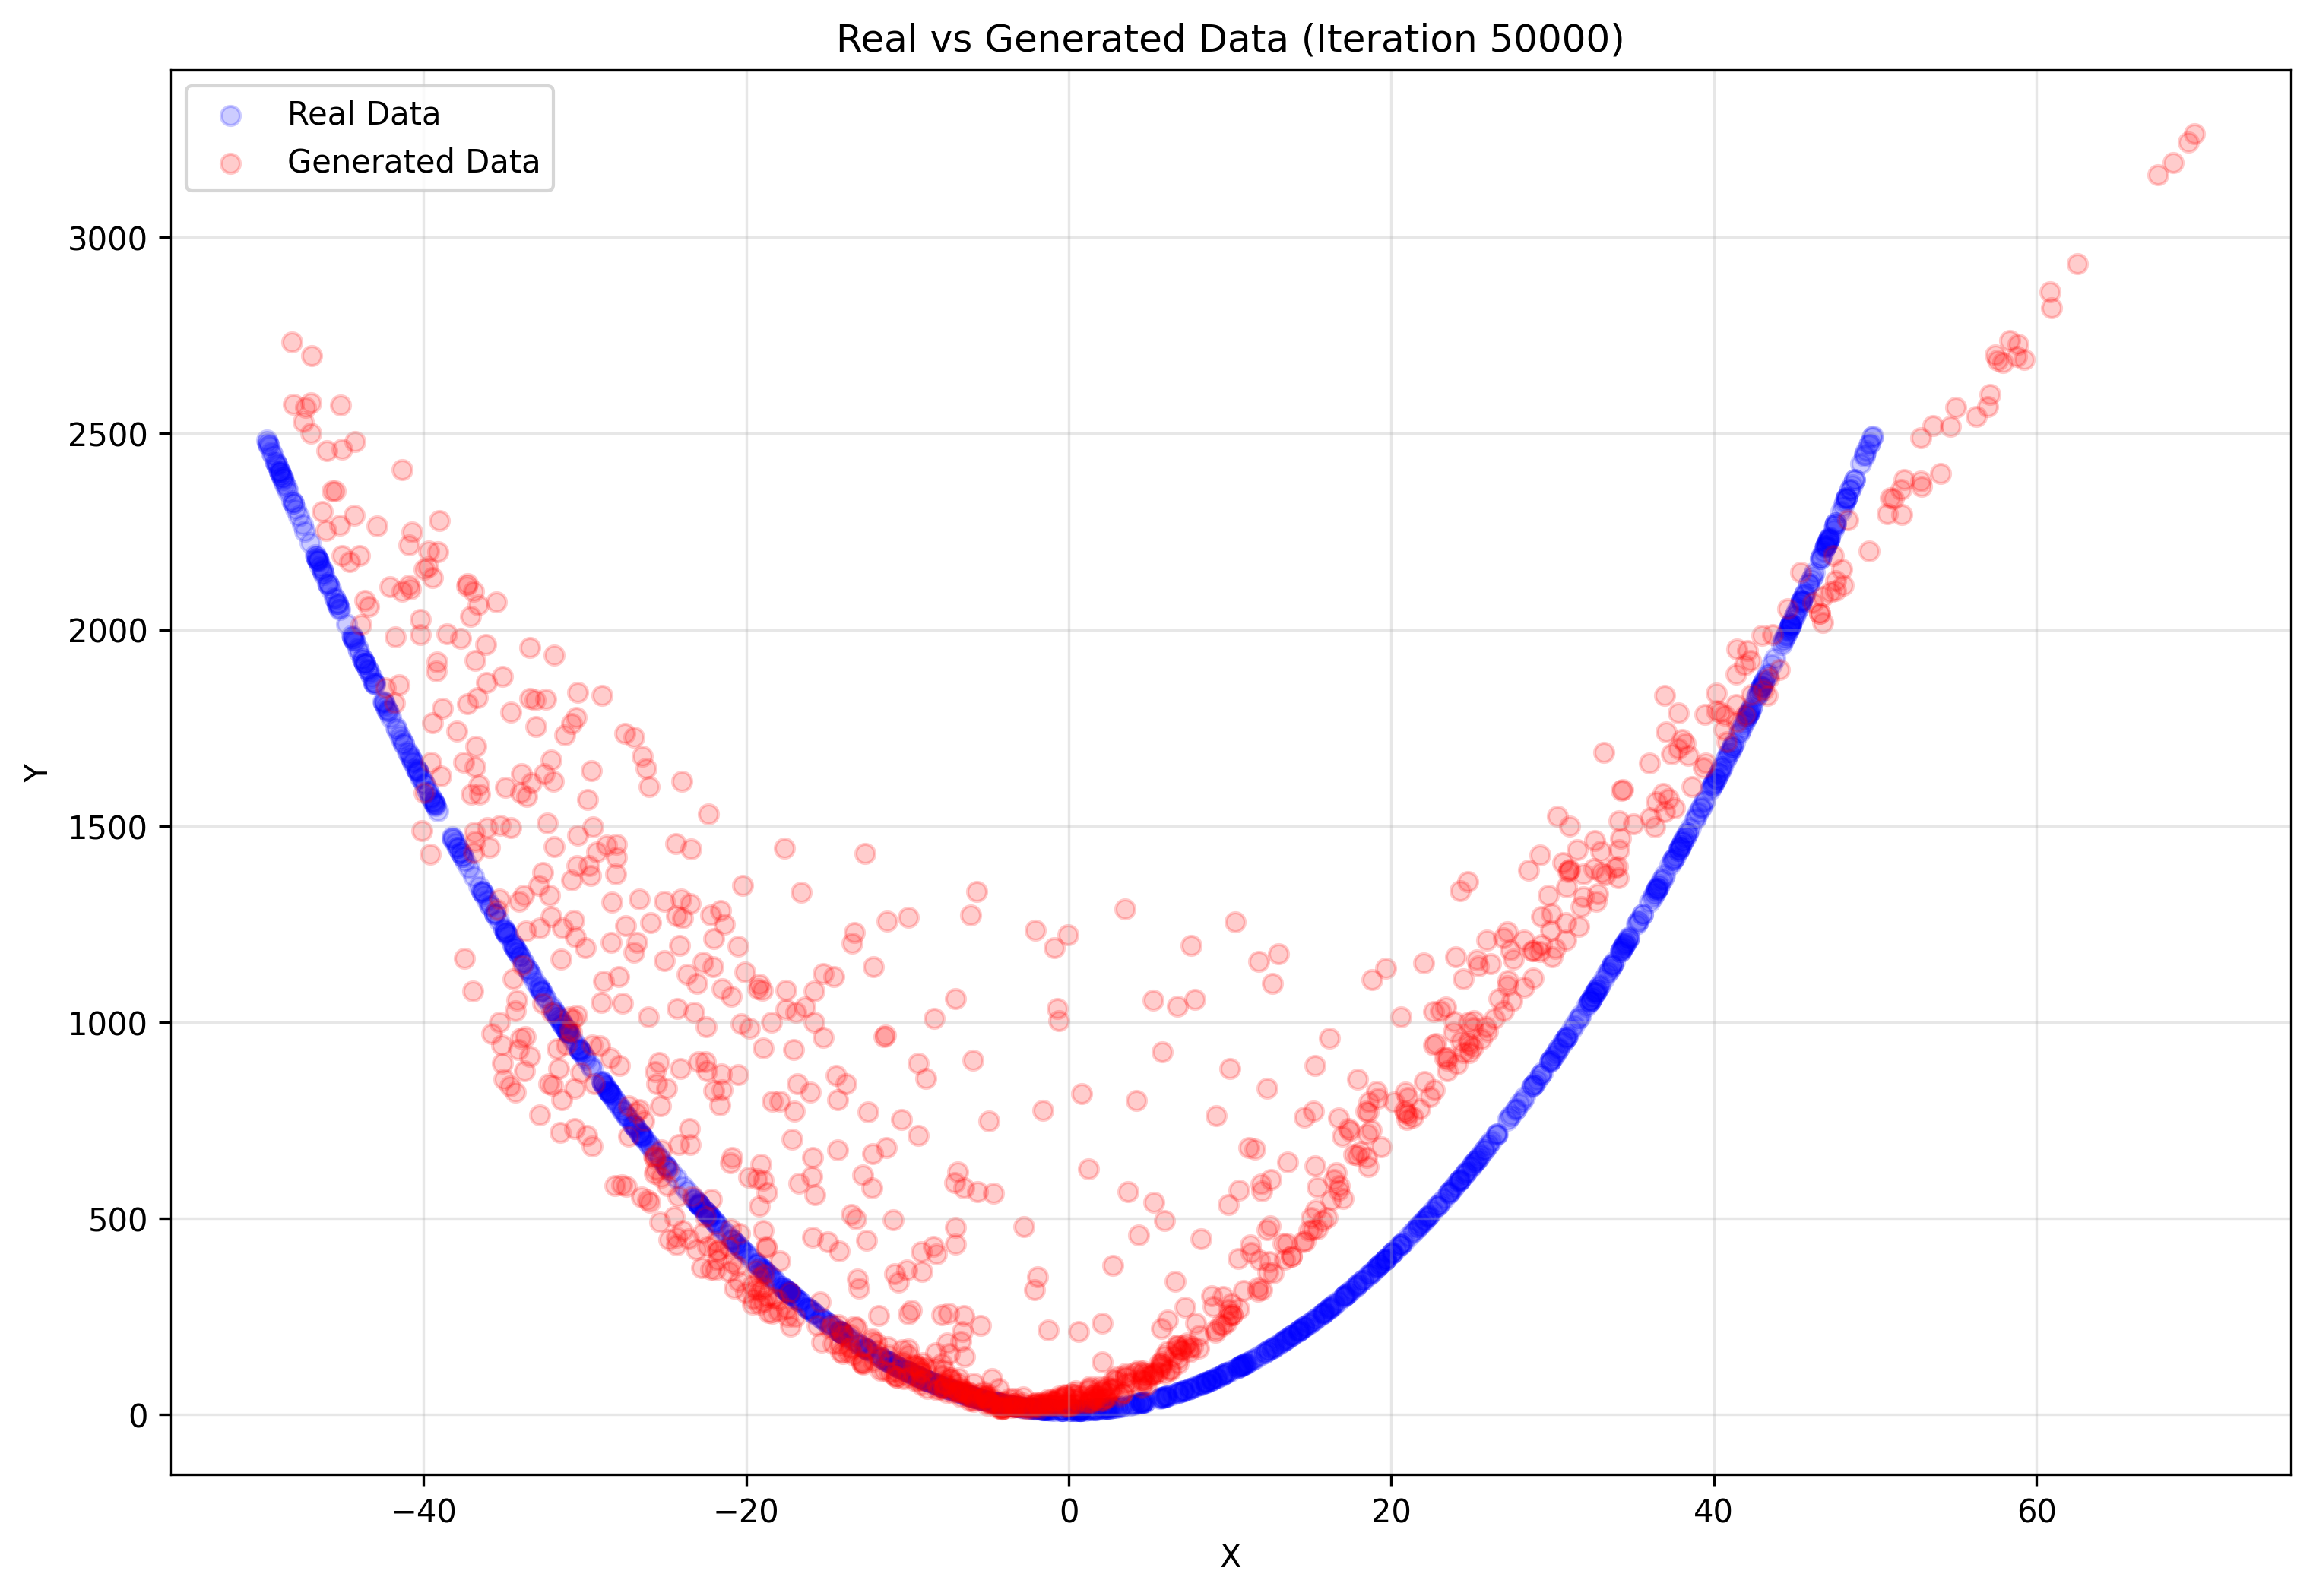 Real vs Generated Data (Iteration 50000)
Real Data
Generated Data
3000
2500
2000
1500
1000
500
0
Y
−40
−20
0
20
40
60
X